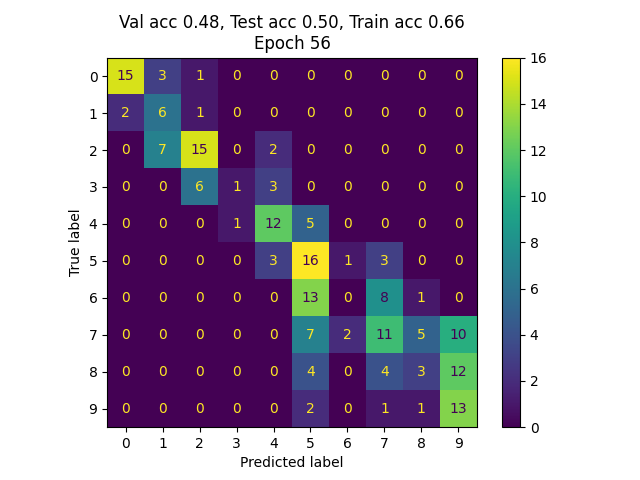 Val acc 0.48, Test acc 0.50, Train acc 0.66
Epoch 56
0 15 3 1 0 0 0 0 0 0 0
1 2 6 1 0 0 0 0 0 0 0
2 0 7 15 0 2 0 0 0 0 0
3 0 0 6 1 3 0 0 0 0 0
4 0 0 0 1 12 5 0 0 0 0
5 0 0 0 0 3 16 1 3 0 0
6 0 0 0 0 0 13 0 8 1 0
7 0 0 0 0 0 7 2 11 5 10
8 0 0 0 0 0 4 0 4 3 12
9 0 0 0 0 0 2 0 1 1 13
0 1 2 3 4 5 6 7 8 9
Predicted label
True label
16
14
12
10
8
6
4
2
0